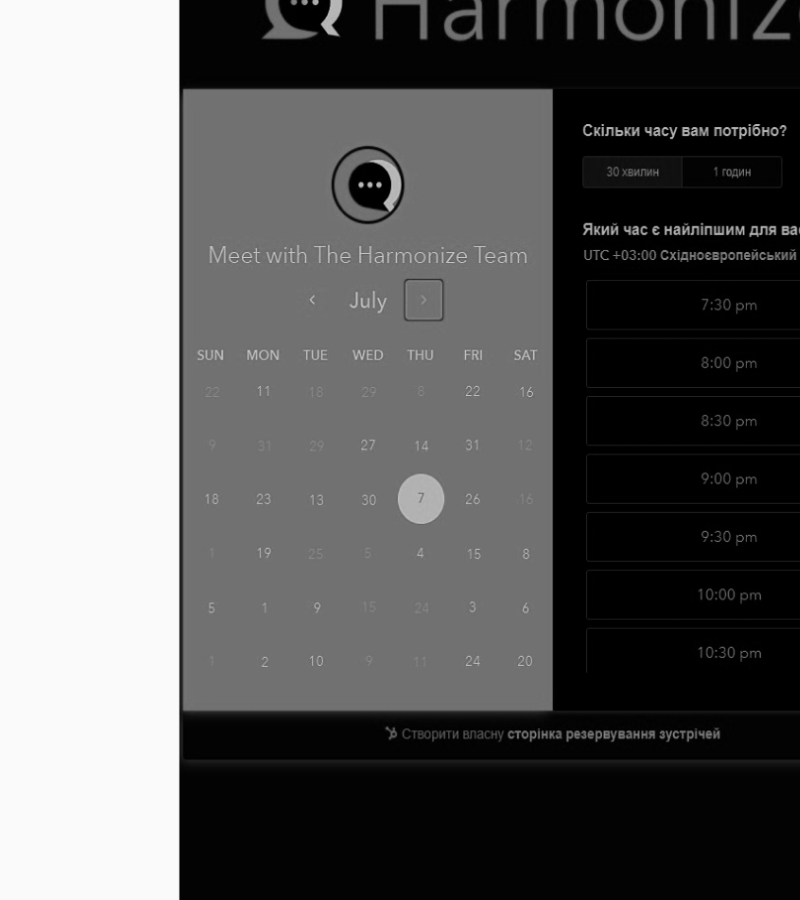 Harmonize
Meet with The Harmonize Team
‹ July ›
SUN MON TUE WED THU FRI SAT
22 11 18 29 8 22 16
9 31 29 27 14 31 12
18 23 13 30 7 26 16
1 19 25 5 4 15 8
5 1 9 15 24 3 6
1 2 10 9 11 24 20
Скільки часу вам потрібно?
30 хвилин 1 годин
Який час є найліпшим для
UTC +03:00 Східноєвропейський
7:30 pm
8:00 pm
8:30 pm
9:00 pm
9:30 pm
10:00 pm
10:30 pm
Створити власну сторінка резервування зустрічей